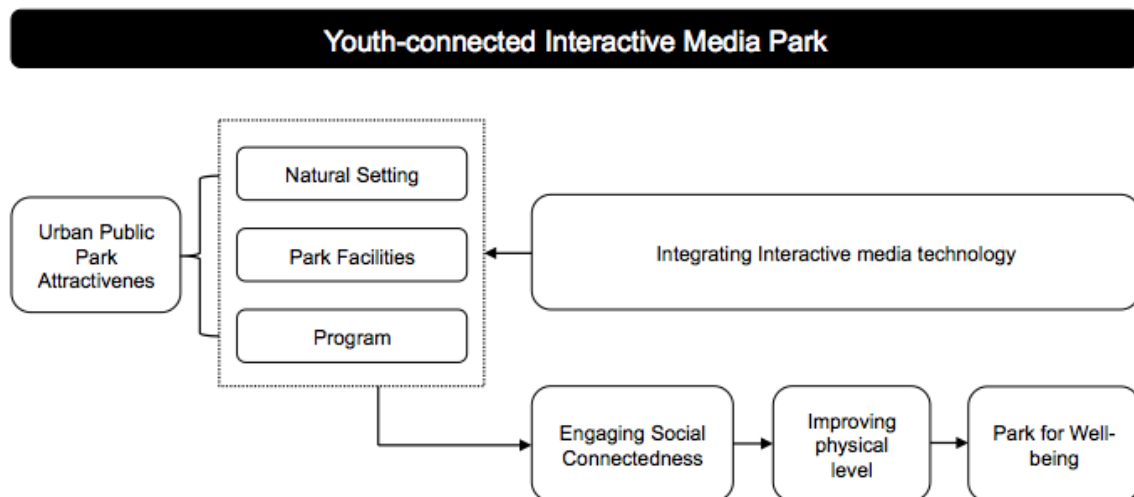 Youth-connected Interactive Media Park
Urban Public
Park
Attractivenes
Natural Setting
Park Facilities
Program
Integrating Interactive media technology
Engaging Social
Connectedness
Improving
physical
level
Park for Well-
being